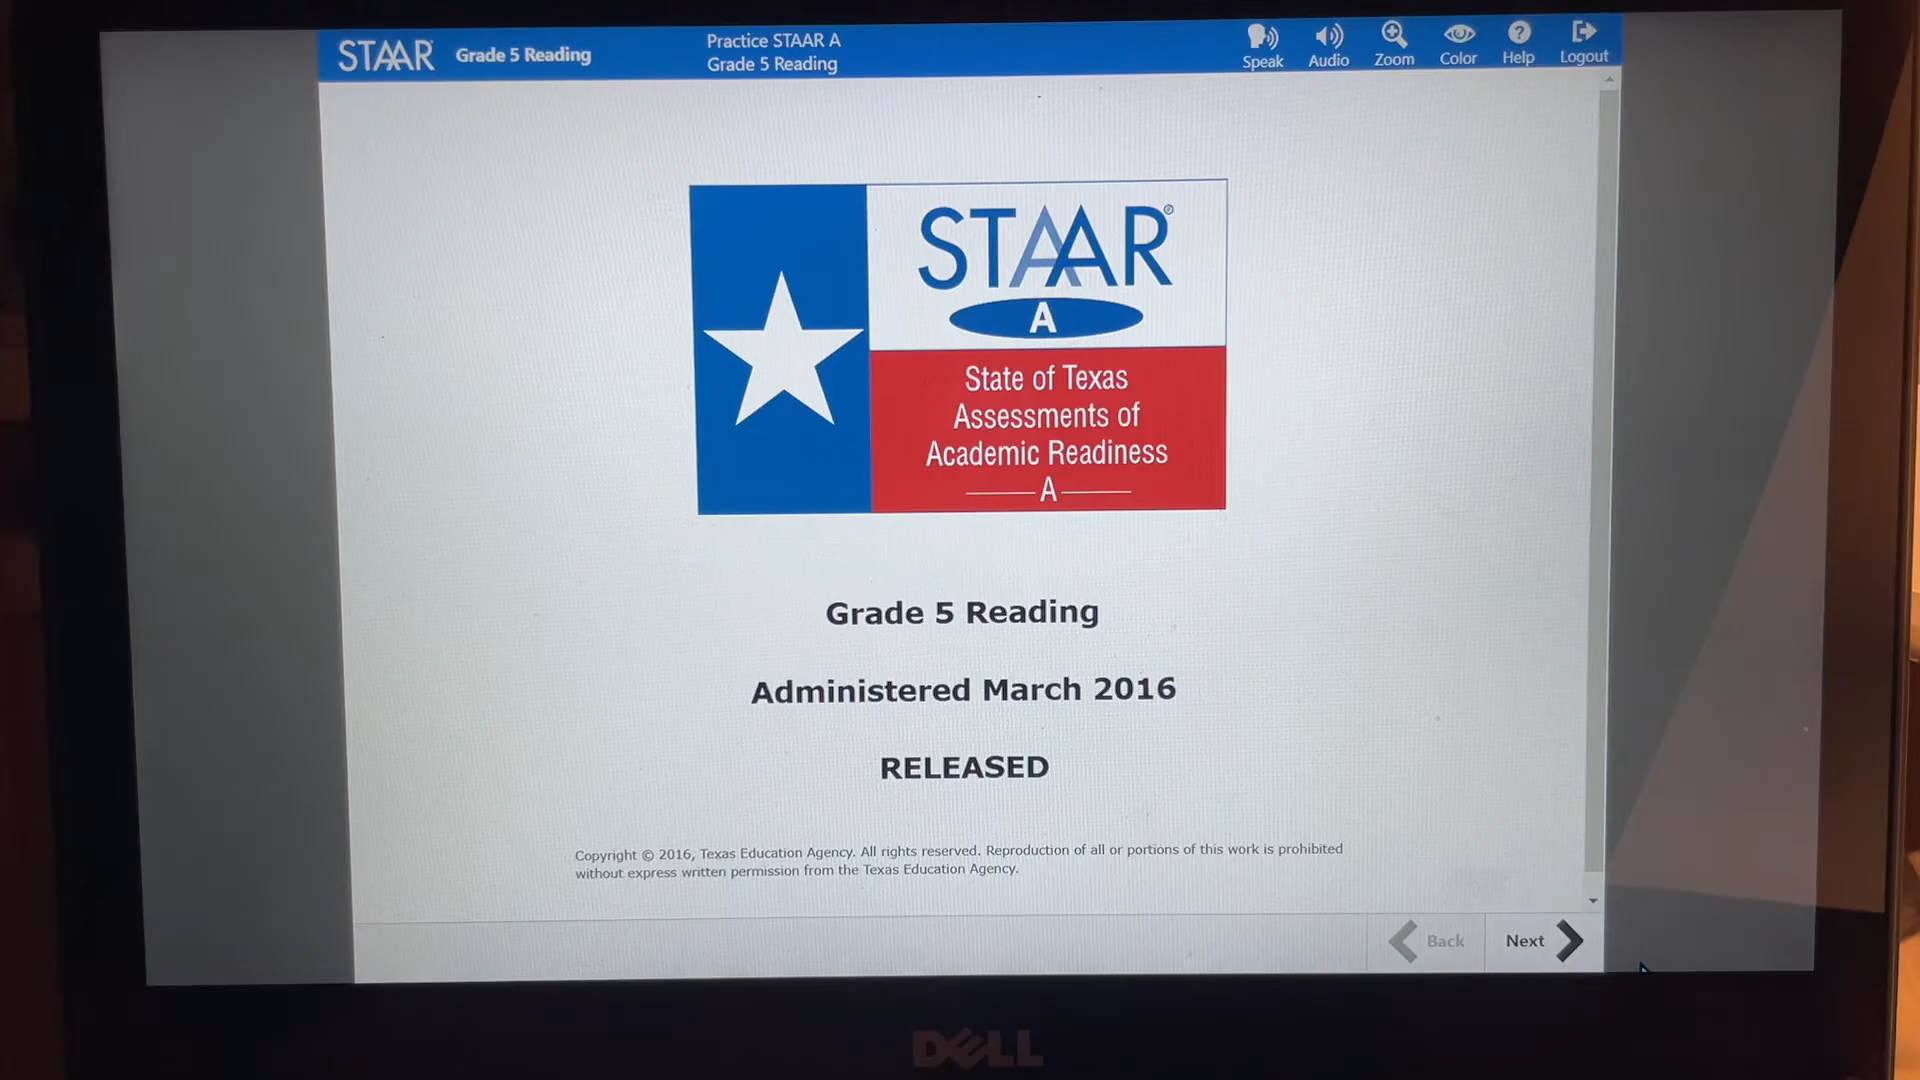 STAAR Grade 5 Reading
Practice STAAR A
Grade 5 Reading
Speak
Audio
Zoom
Color
Help
Logout
STAAR®
A
State of Texas
Assessments of
Academic Readiness
A
Grade 5 Reading
Administered March 2016
RELEASED
Copyright © 2016, Texas Education Agency. All rights reserved. Reproduction of all or portions of this work is prohibited
without express written permission from the Texas Education Agency.
Back
Next
DELL